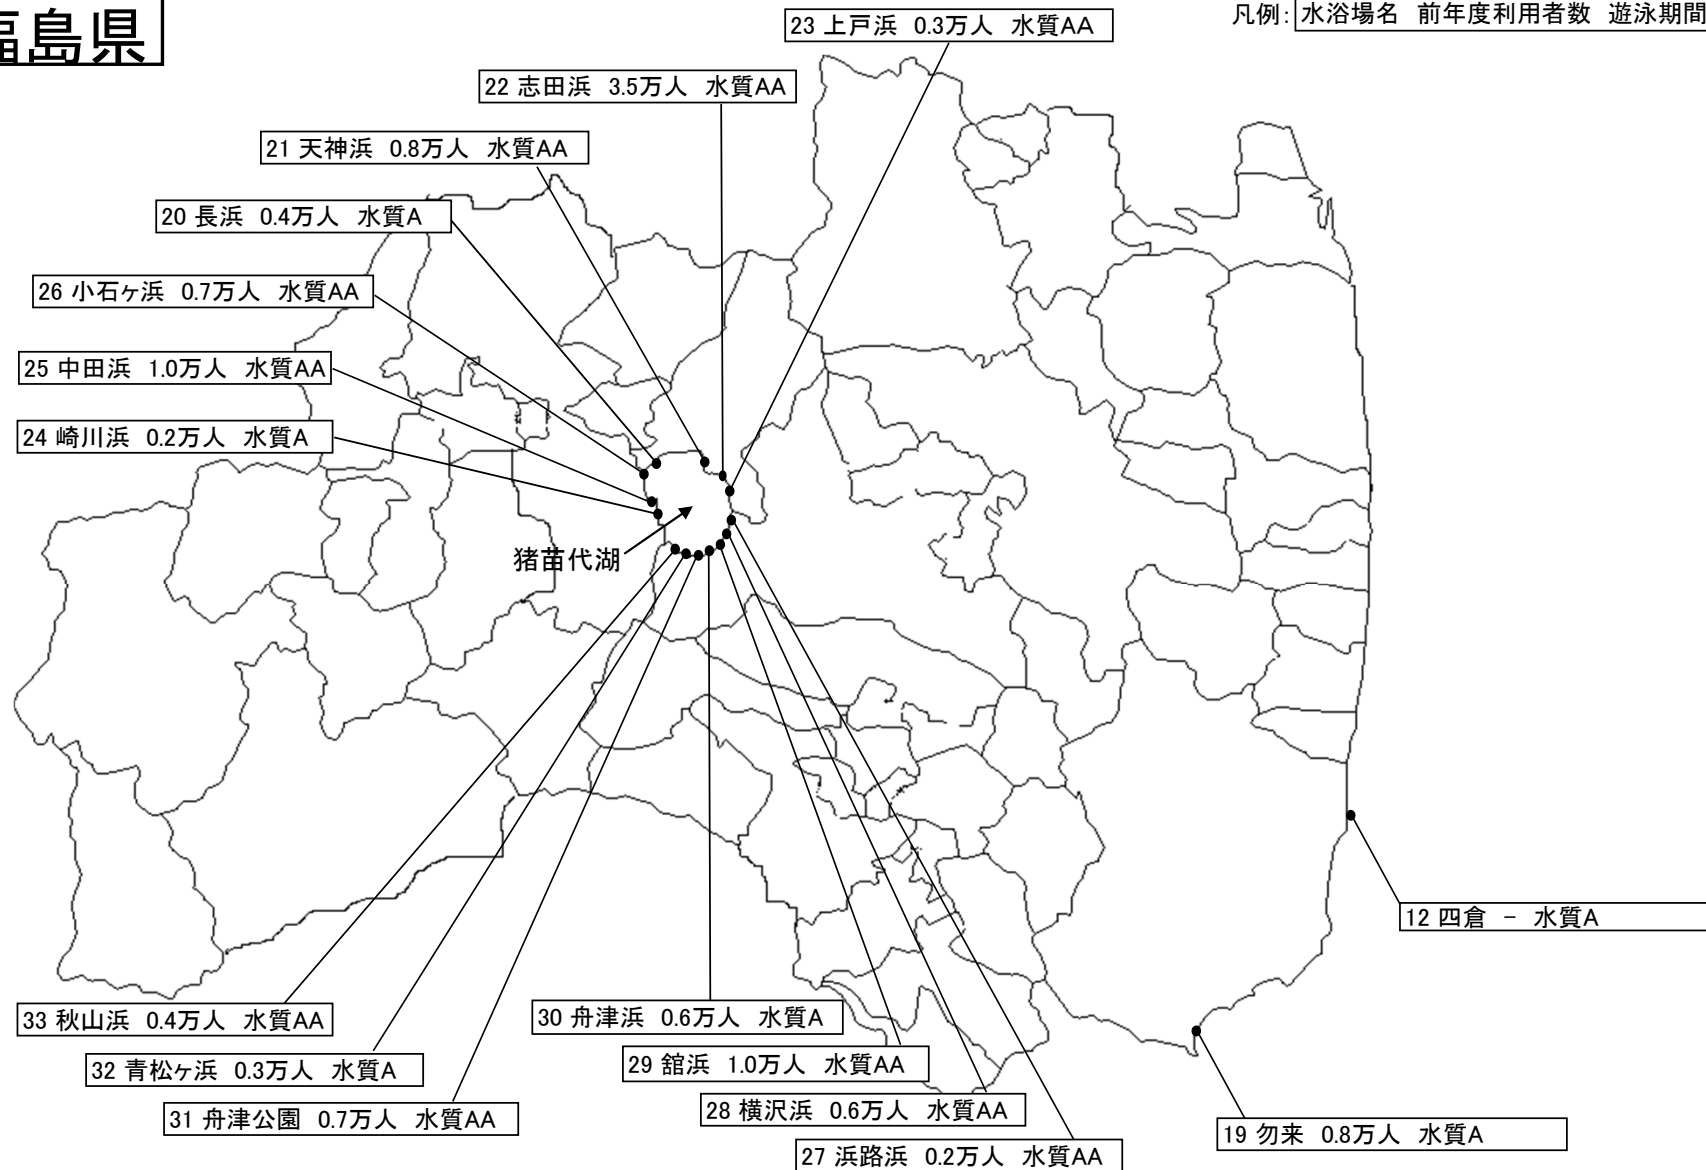 福島県
凡例: 水浴場名 前年度利用者数 遊泳期間
23 上戸浜 0.3万人 水質AA
22 志田浜 3.5万人 水質AA
21 天神浜 0.8万人 水質AA
20 長浜 0.4万人 水質A
26 小石ヶ浜 0.7万人 水質AA
25 中田浜 1.0万人 水質AA
24 崎川浜 0.2万人 水質A
猪苗代湖
12 四倉 － 水質A
33 秋山浜 0.4万人 水質AA
30 舟津浜 0.6万人 水質A
32 青松ヶ浜 0.3万人 水質A
29 舘浜 1.0万人 水質AA
31 舟津公園 0.7万人 水質AA
28 横沢浜 0.6万人 水質AA
19 勿来 0.8万人 水質A
27 浜路浜 0.2万人 水質AA